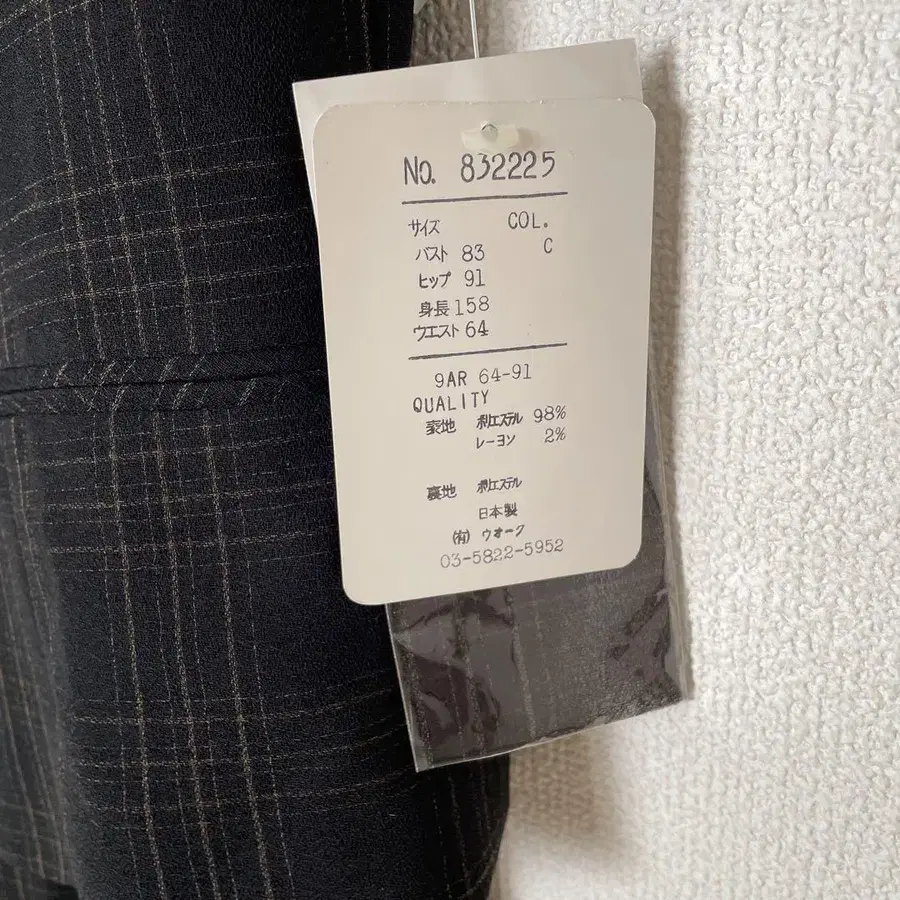 No. 832225
サイズ COL.
バスト 83 C
ヒップ 91
身長 158
ウエスト 64
9AR 64-91
QUALITY
表地 ポリエステル 98%
レーヨン 2%
裏地 ポリエステル
日本製
(有) ウオーク
03-5822-5952